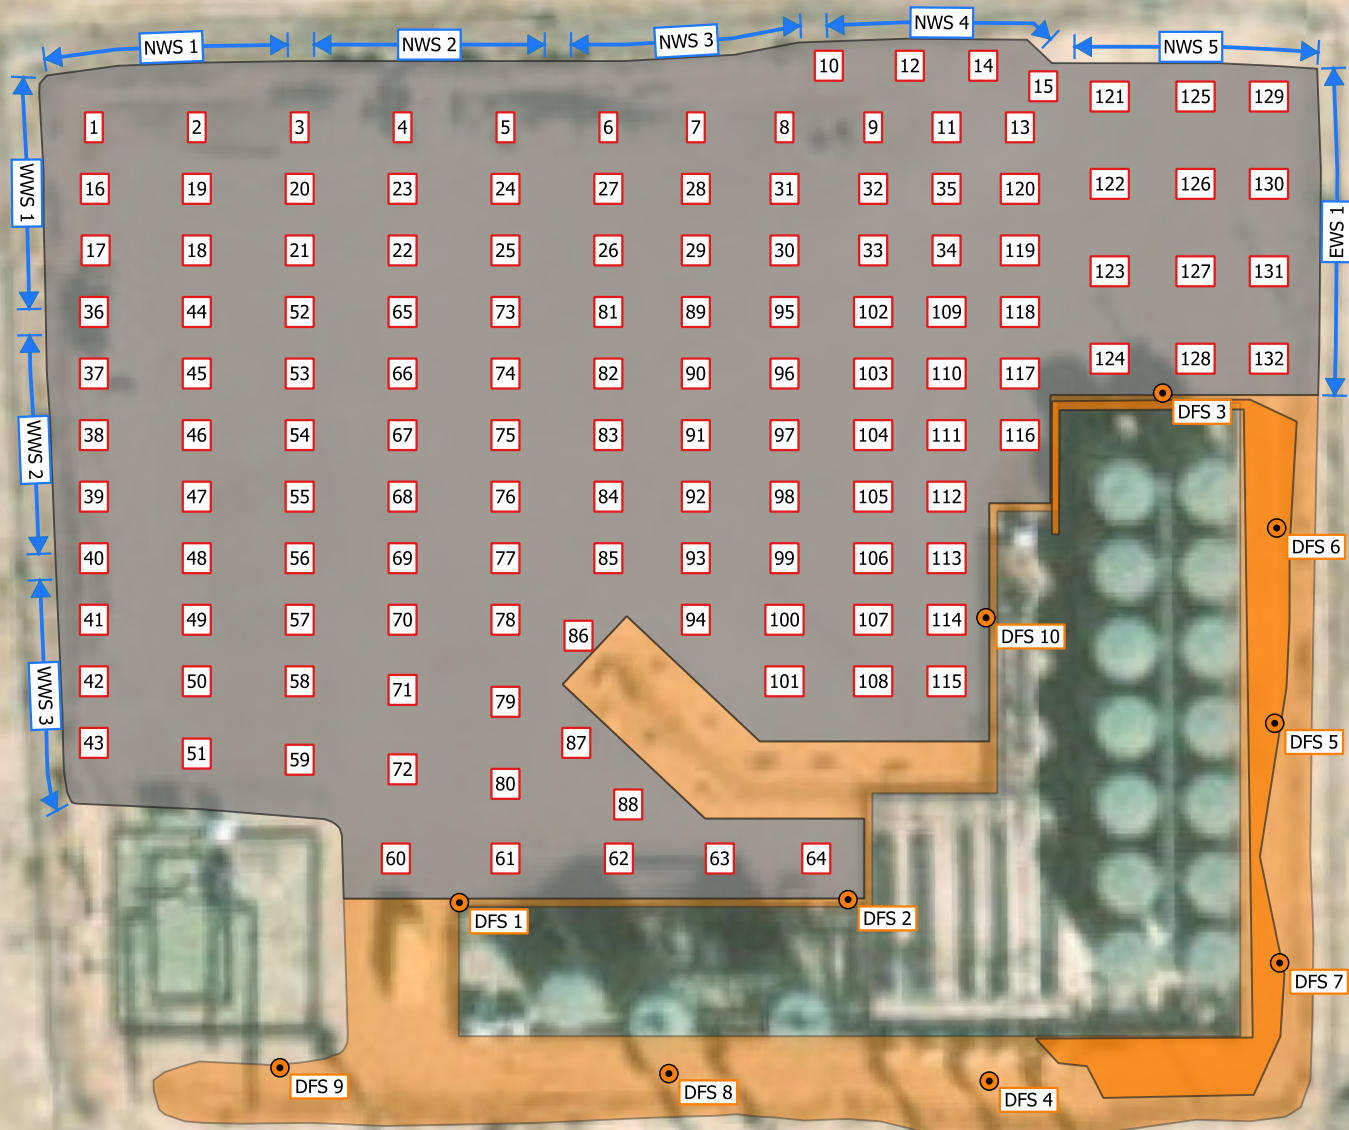 NWS 1
NWS 2
NWS 3
NWS 4
NWS 5
10 12 14
15
121 125 129
1 2 3 4 5 6 7 8 9 11 13
WWS 1
16 19 20 23 24 27 28 31 32 35 120
122 126 130
EWS 1
17 18 21 22 25 26 29 30 33 34 119
123 127 131
36 44 52 65 73 81 89 95 102 109 118
124 128 132
37 45 53 66 74 82 90 96 103 110 117
DFS 3
WWS 2
38 46 54 67 75 83 91 97 104 111 116
39 47 55 68 76 84 92 98 105 112
DFS 6
40 48 56 69 77 85 93 99 106 113
41 49 57 70 78 86 94 100 107 114
DFS 10
WWS 3
42 50 58 71 79 101 108 115
43 51 59 72 80 87
DFS 5
88
60 61 62 63 64
DFS 1
DFS 2
DFS 7
DFS 9
DFS 8
DFS 4